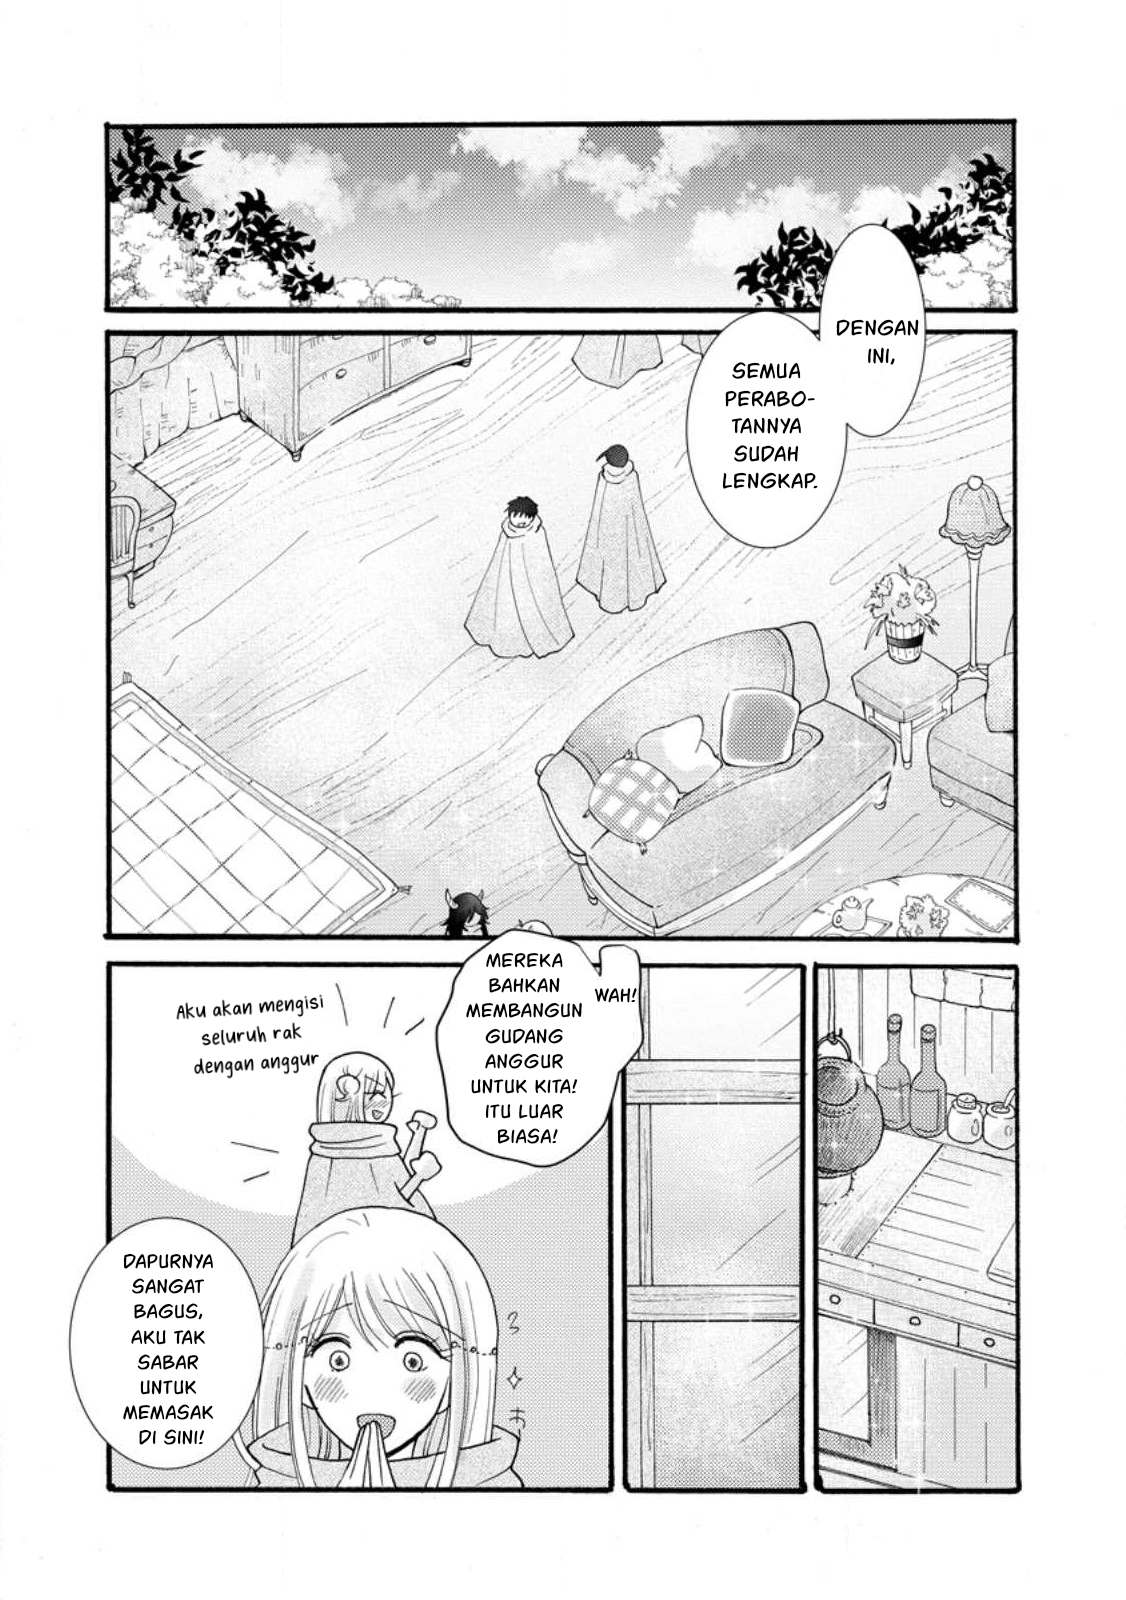 DENGAN
INI,
SEMUA
PERABO-
TANNYA
SUDAH
LENGKAP.
WAH!
MEREKA
BAHKAN
MEMBANGUN
GUDANG
ANGGUR
UNTUK KITA!
ITU LUAR
BIASA!
Aku akan mengisi
seluruh rak
dengan anggur
DAPURNYA
SANGAT
BAGUS,
AKU TAK
SABAR
UNTUK
MEMASAK
DI SINI!